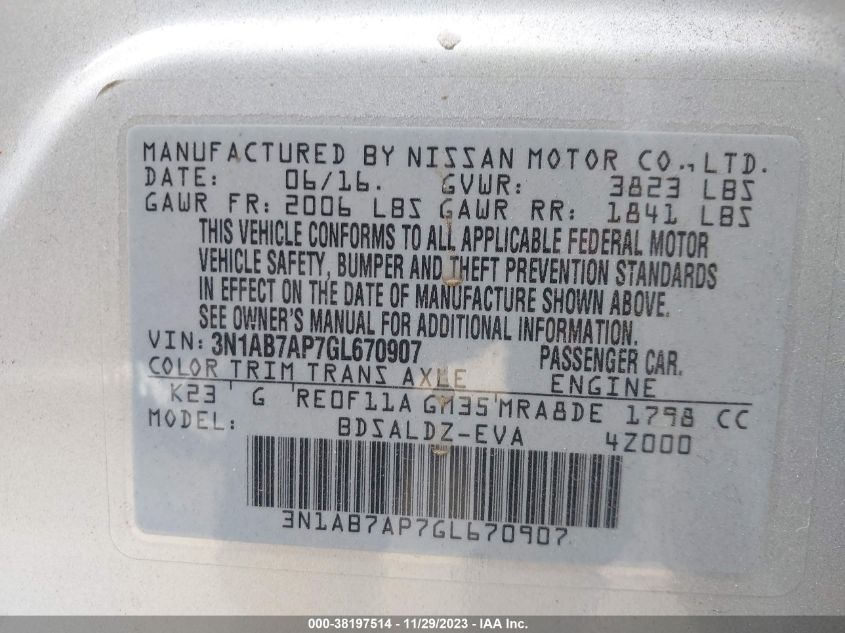 MANUFACTURED BY NISSAN MOTOR CO., LTD.
DATE: 06/16. GVWR: 3823 LBS
GAWR FR: 2006 LBS GAWR RR: 1841 LBS
THIS VEHICLE CONFORMS TO ALL APPLICABLE FEDERAL MOTOR
VEHICLE SAFETY, BUMPER AND THEFT PREVENTION STANDARDS
IN EFFECT ON THE DATE OF MANUFACTURE SHOWN ABOVE.
SEE OWNER'S MANUAL FOR ADDITIONAL INFORMATION.
VIN: 3N1AB7AP7GL670907 PASSENGER CAR.
COLOR TRIM TRANS AXLE ENGINE
K23 ' G ' RE0F11A GM35 ' MRA8DE 1798 CC
MODEL: BDSALDZ-EVA 4Z000
3N1AB7AP7GL670907
000-38197514 - 11/29/2023 - IAA Inc.